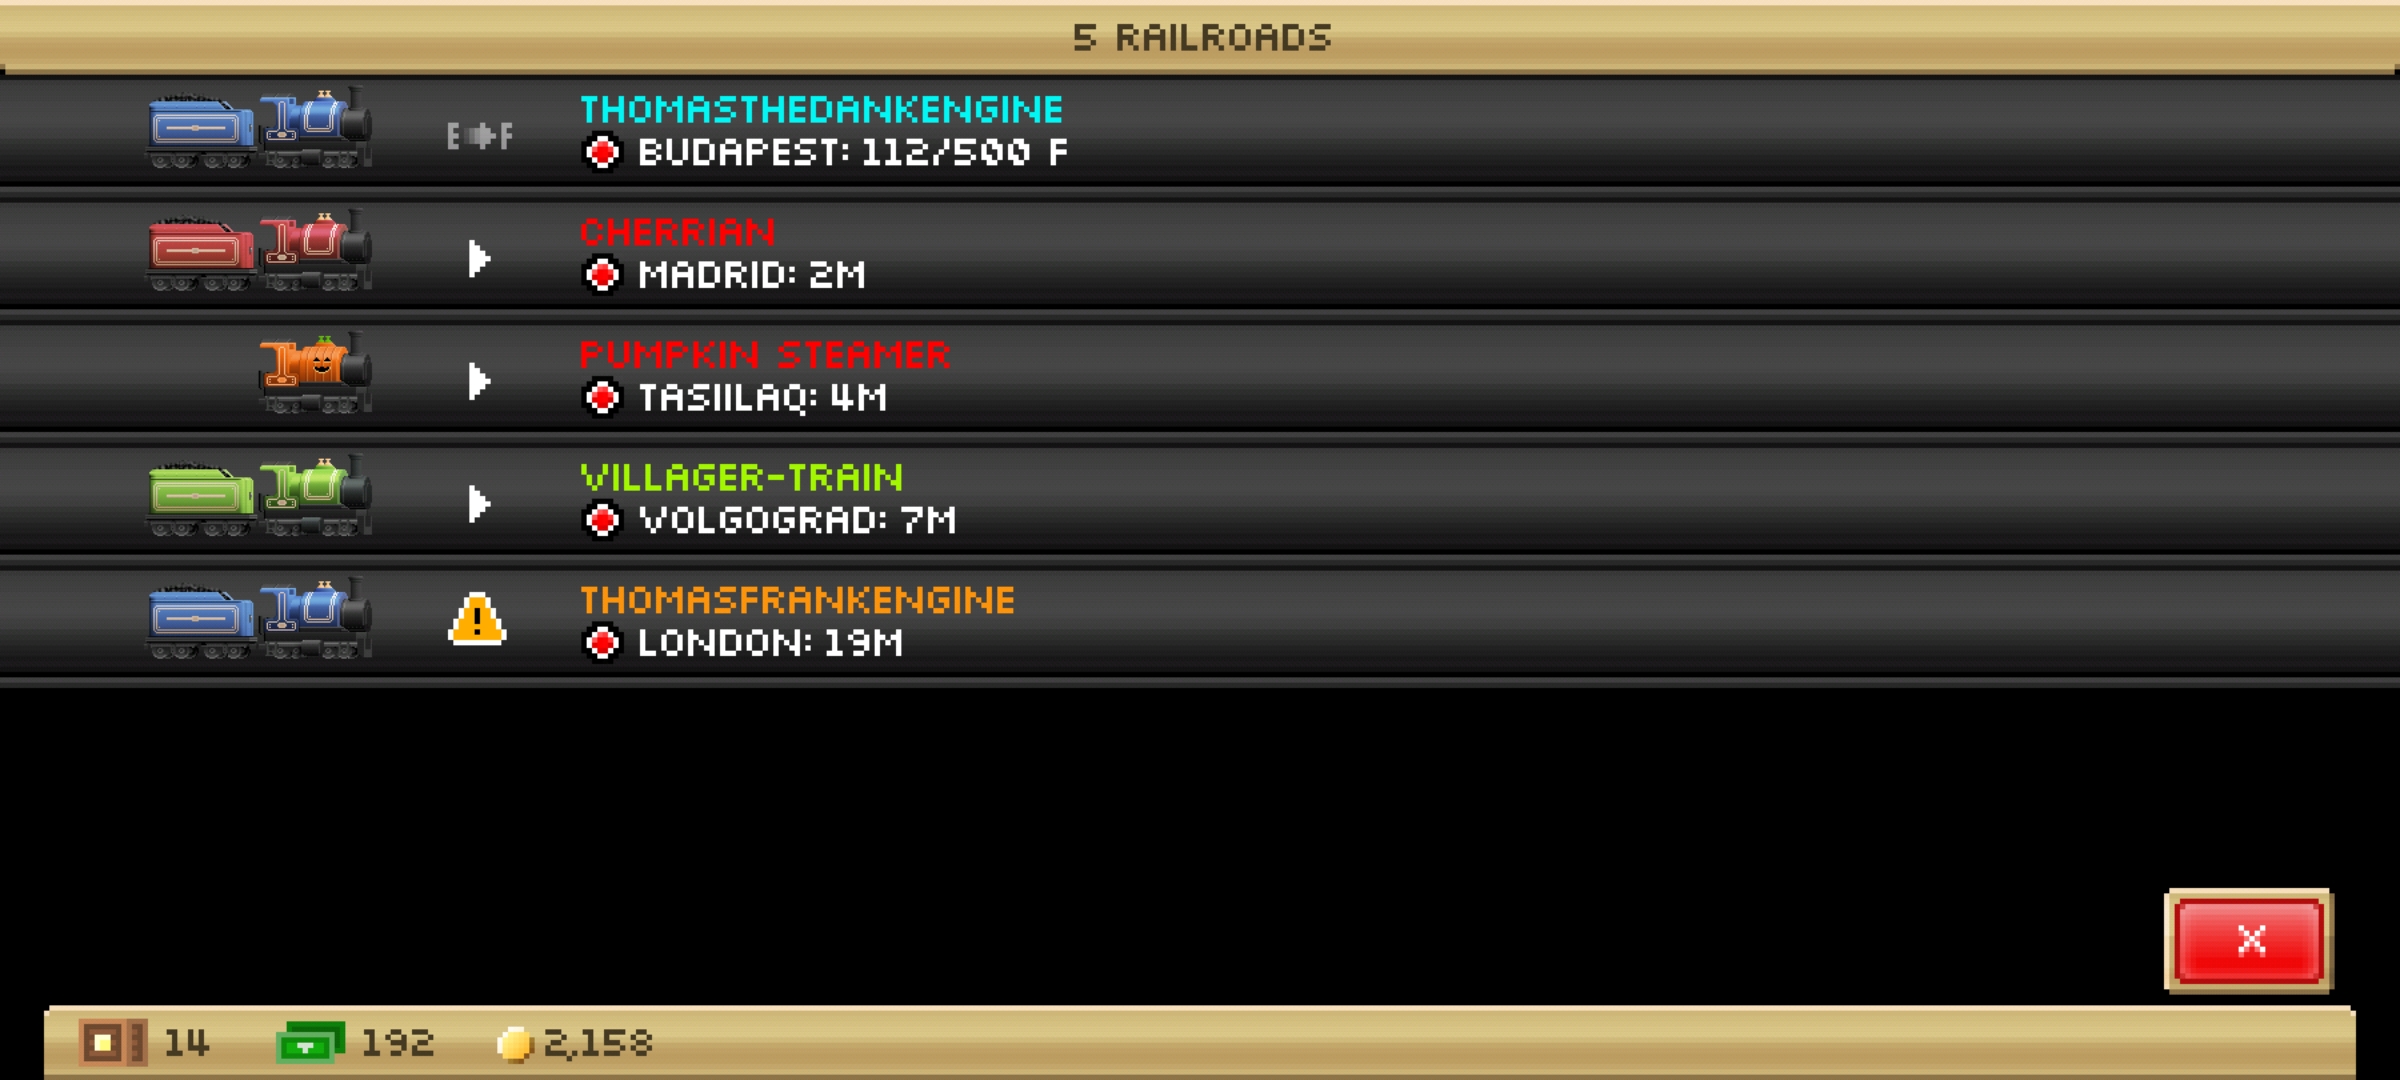 5 RAILROADS
E F
THOMASTHEDANKENGINE
BUDAPEST: 112/500 F
CHERRIAN
MADRID: 2M
PUMPKIN STEAMER
TASIILAQ: 4M
VILLAGER-TRAIN
VOLGOGRAD: 7M
!
THOMASFRANKENGINE
LONDON: 19M
X
14 192 2,158